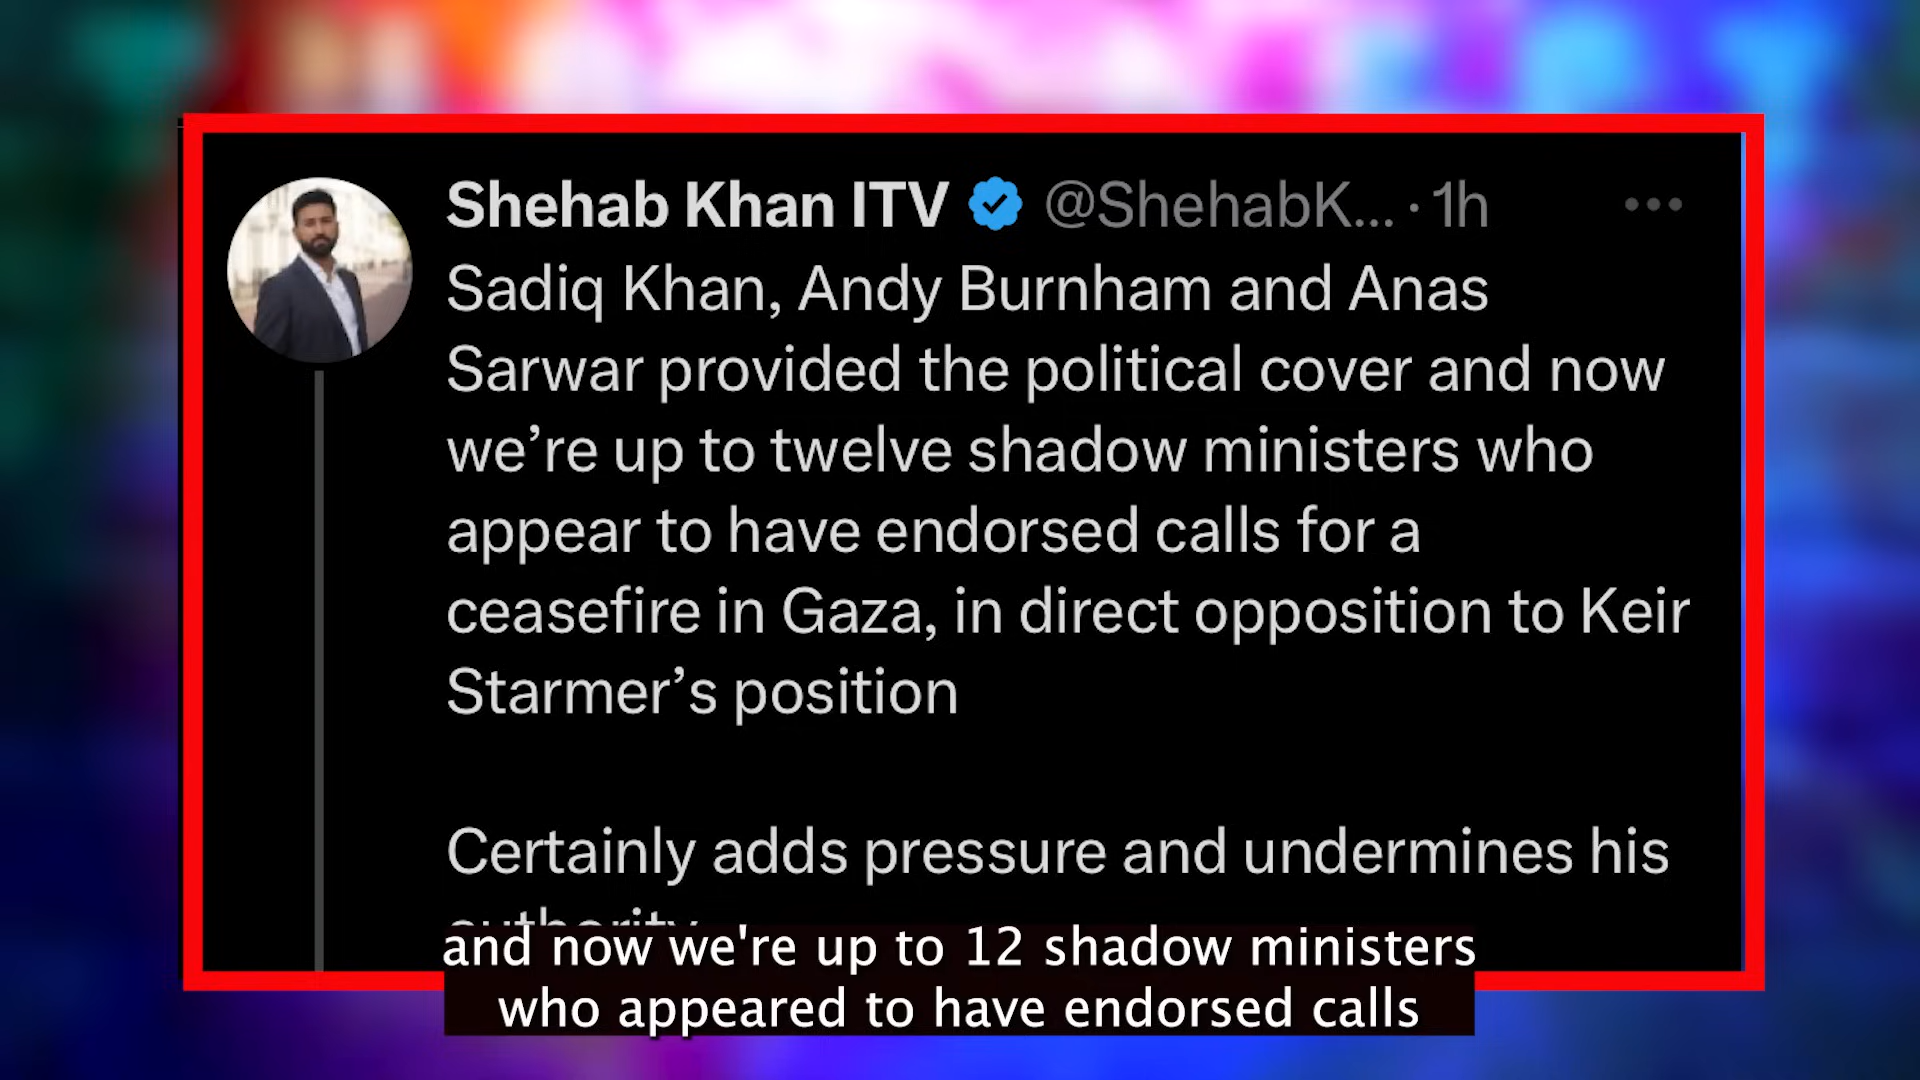 Shehab Khan ITV @ShehabK... · 1h
Sadiq Khan, Andy Burnham and Anas
Sarwar provided the political cover and now
we’re up to twelve shadow ministers who
appear to have endorsed calls for a
ceasefire in Gaza, in direct opposition to Keir
Starmer’s position
Certainly adds pressure and undermines his
authority
and now we're up to 12 shadow ministers
who appeared to have endorsed calls